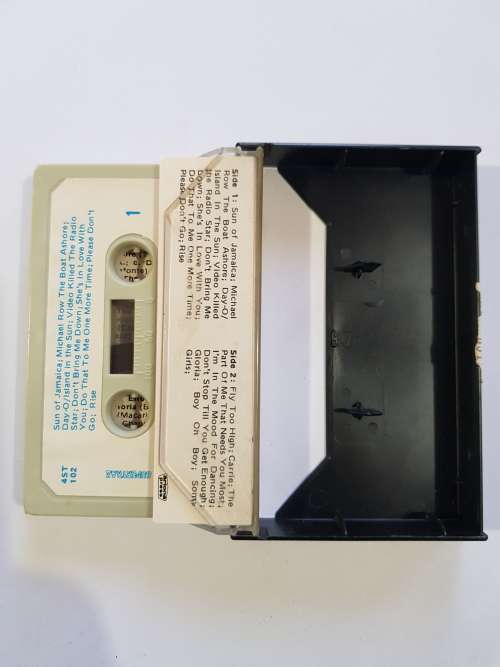 Side 1: Sun of Jamaica; Michael
Row The Boat Ashore; Day-O/
Island In The Sun; Video Killed
the Radio Star; Don't Bring Me
Down; She's In Love With You;
Do That To Me One More Time;
Please Don't Go; Rise
Side 2: Fly Too High; Carrie; The
Part Of Me That Needs You Most;
I'm In The Mood For Dancing;
Don't Stop Till You Get Enough;
Gloria; Boy Oh Boy; Some
Girls;
1
Sun of Jamaica; Michael Row The Boat Ashore;
Day-O/Island in the Sun; Video Killed The Radio
Star; Don't Bring Me Down; She's In Love With
You; Do That To Me One More Time; Please Don't
Go; Rise
4ST
102